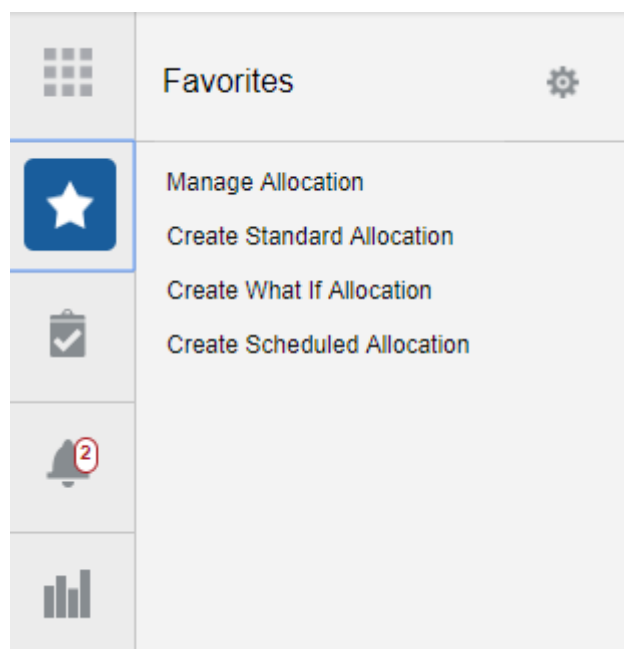 Favorites
Manage Allocation
Create Standard Allocation
Create What If Allocation
Create Scheduled Allocation
2